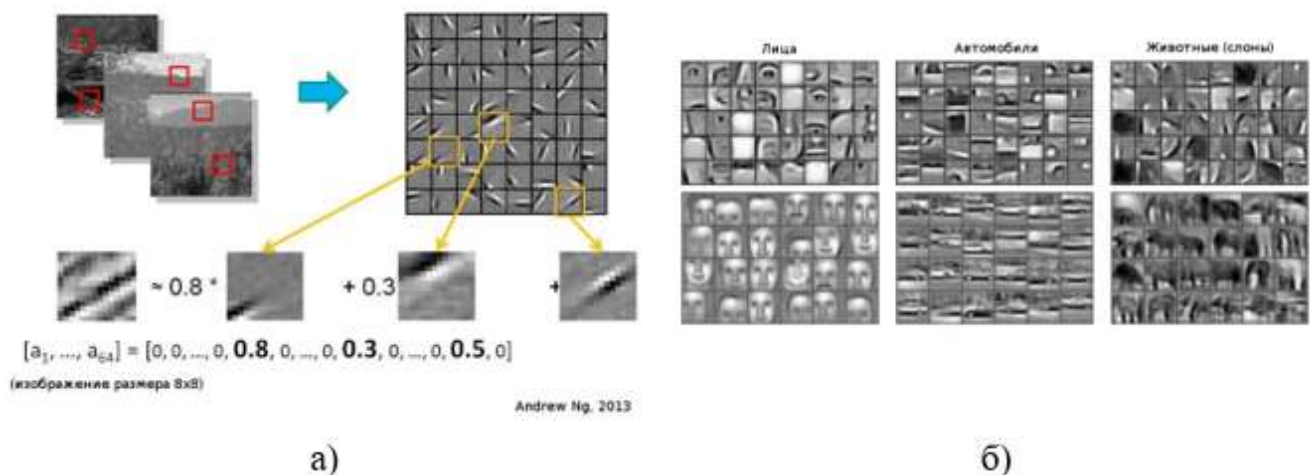 Лица
Автомобили
Животные (слоны)
≈ 0.8 *
+ 0.3
+
[a₁, ..., a₆₄] = [0, 0, ..., 0, 0.8, 0, ..., 0, 0.3, 0, ..., 0, 0.5, 0]
(изображение размера 8x8)
Andrew Ng. 2013
а)
б)